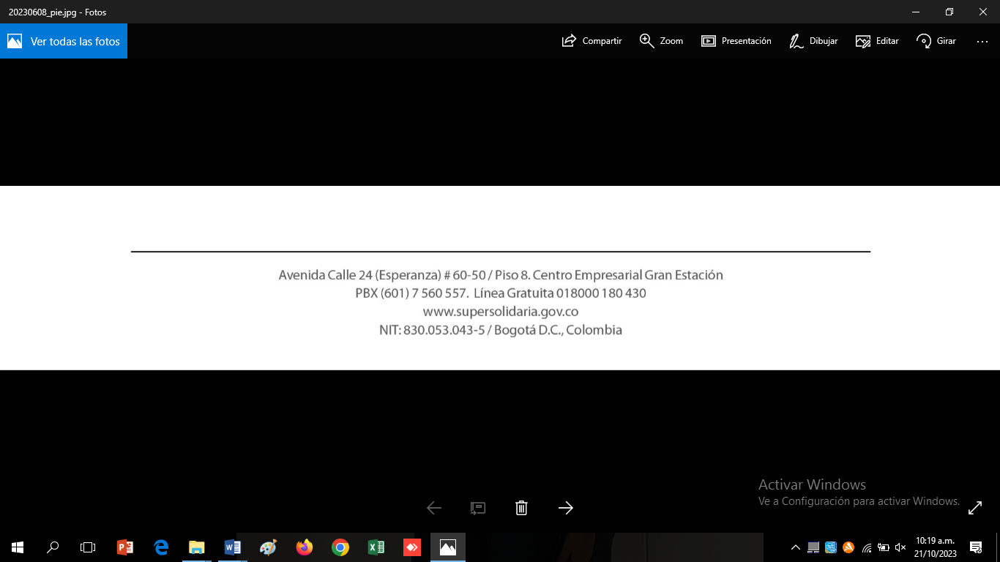 20230608_pie.jpg - Fotos
Ver todas las fotos
Compartir
Zoom
Presentación
Dibujar
Editar
Girar
Avenida Calle 24 (Esperanza) # 60-50 / Piso 8. Centro Empresarial Gran Estación
PBX (601) 7 560 557. Línea Gratuita 018000 180 430
www.supersolidaria.gov.co
NIT: 830.053.043-5 / Bogotá D.C., Colombia
Activar Windows
Ve a Configuración para activar Windows.
10:19 a.m.
21/10/2023